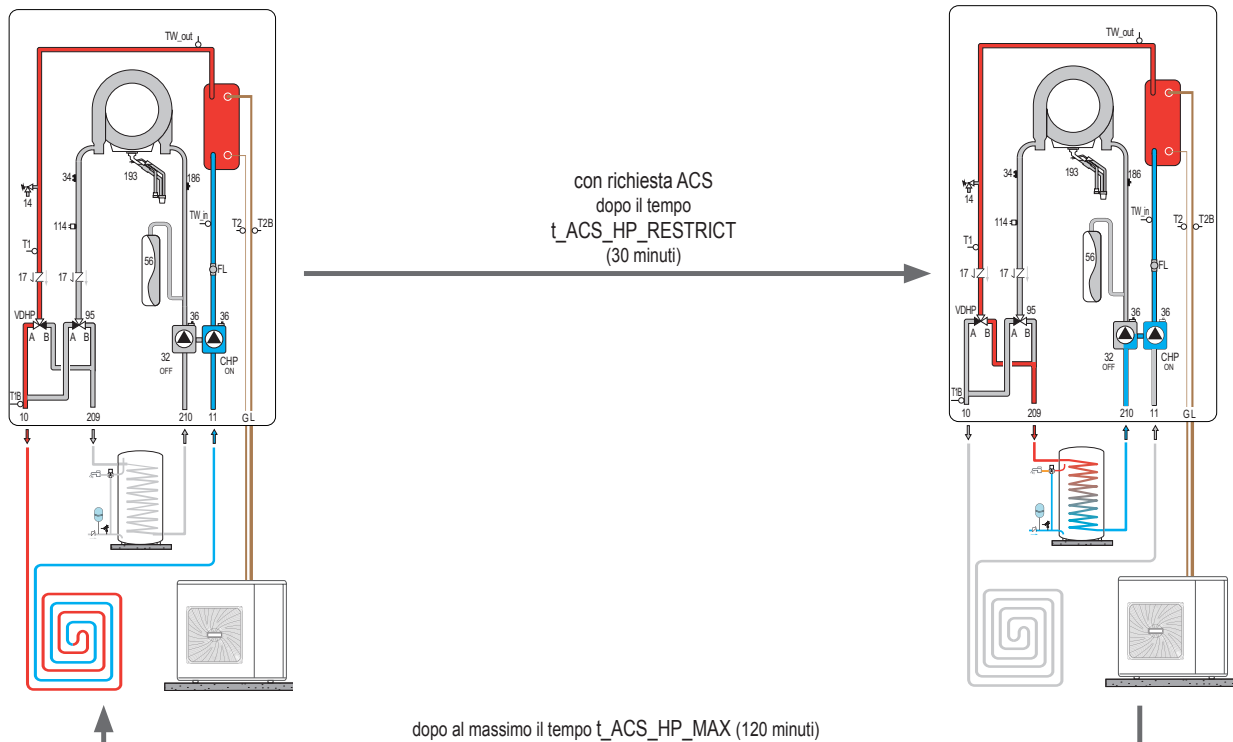 TW_out
34
193
186
14
114
TW_in
T2
T2B
T1
56
FL
17
17
VDHP
95
36
36
A
B
A
B
32
OFF
CHP
ON
T1B
10
209
210
11
G L
con richiesta ACS
dopo il tempo
t_ACS_HP_RESTRICT
(30 minuti)
TW_out
34
193
186
14
114
TW_in
T2
T2B
T1
56
FL
17
17
VDHP
95
36
36
A
B
A
B
32
OFF
CHP
ON
T1B
10
209
210
11
G L
dopo al massimo il tempo t_ACS_HP_MAX (120 minuti)